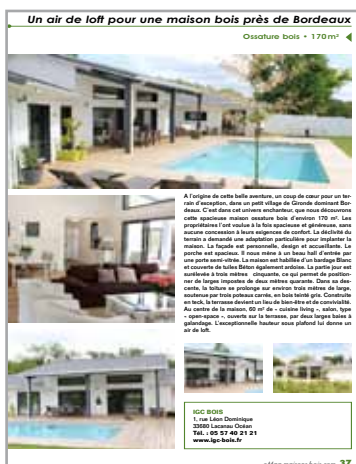 Un air de loft pour une maison bois près de Bordeaux
Ossature bois • 170m²
A l'origine de cette belle aventure, un coup de cœur pour un ter-
rain d'exception, dans un petit village de Gironde dominant Bor-
deaux. C'est dans cet univers enchanteur, que nous découvrons
cette spacieuse maison ossature bois d'environ 170 m². Les
propriétaires l'ont voulue à la fois spacieuse et généreuse, sans
aucune concession à leurs exigences de confort. La déclivité du
terrain a demandé une adaptation particulière pour implanter la
maison. La façade est personnelle, design et accueillante. Le
porche est spacieux. Il nous mène à un beau hall d'entrée par
une porte semi-vitrée. La maison est habillée d'un bardage Blanc
et couverte de tuiles Béton également ardoise. La partie jour est
surélevée à trois mètres cinquante, ce qui permet de position-
ner de larges impostes de deux mètres quarante. Dans sa des-
cente, la toiture se prolonge sur environ trois mètres de large,
soutenue par trois poteaux carrés, en bois teinté gris. Construite
en teck, la terrasse devient un lieu de bien-être et de convivialité.
Au centre de la maison, 60 m² de « cuisine living », salon, type
« open-space », ouverts sur la terrasse, par deux larges baies à
galandage. L'exceptionnelle hauteur sous plafond lui donne un
air de loft.
IGC BOIS
1, rue Léon Dominique
33680 Lacanau Océan
Tél. : 05 57 40 21 21
www.igc-bois.fr
37